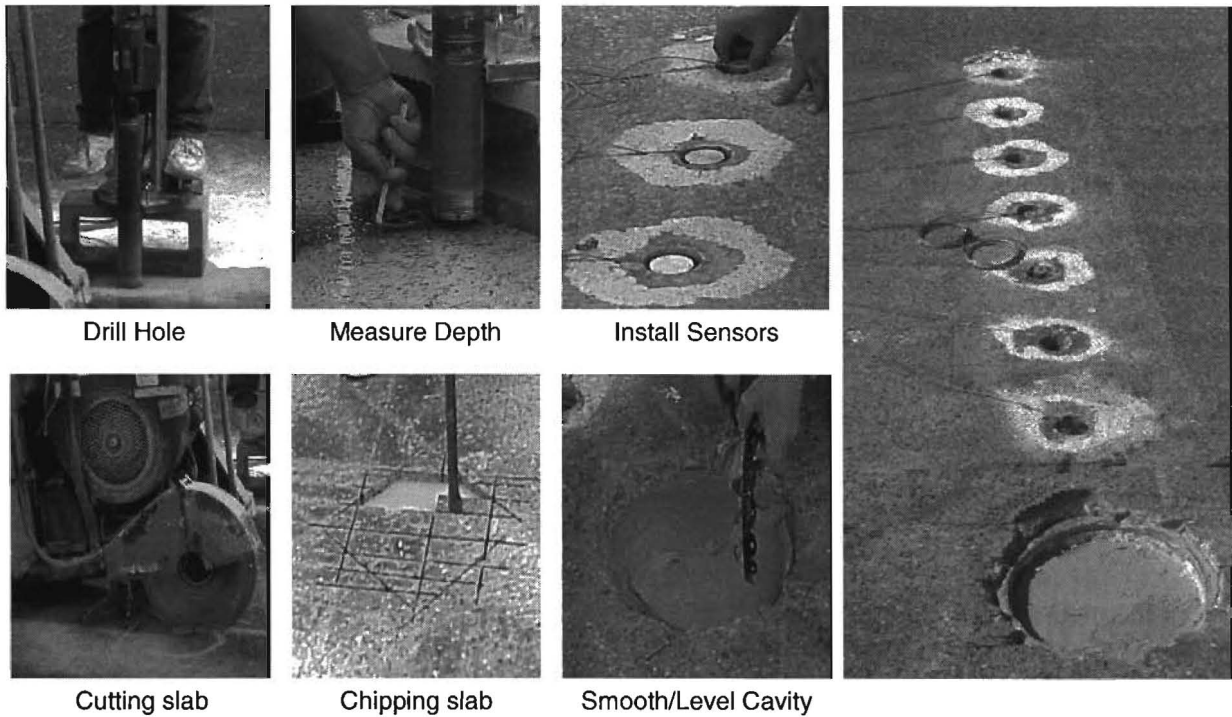 Drill Hole
Measure Depth
Install Sensors
Cutting slab
Chipping slab
Smooth/Level Cavity